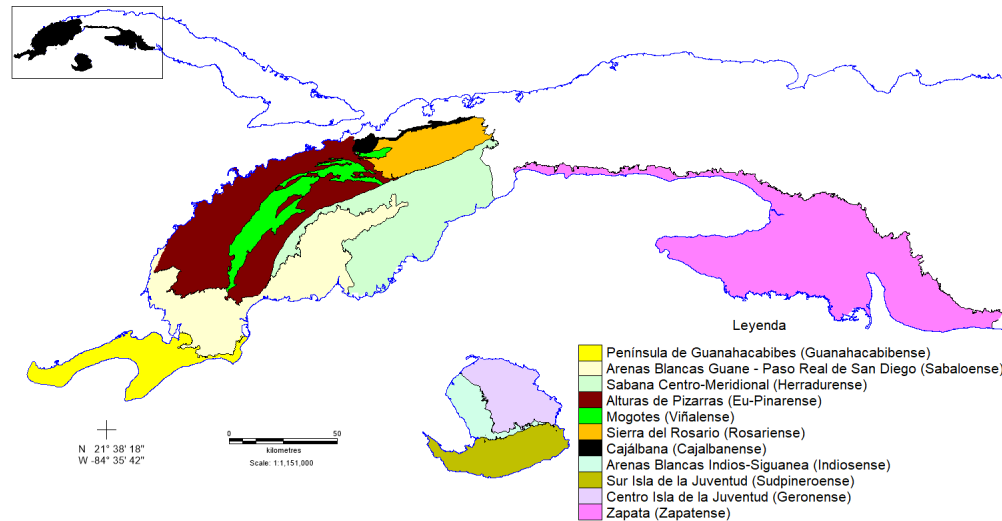 Leyenda
Península de Guanahacabibes (Guanahacabibense)
Arenas Blancas Guane - Paso Real de San Diego (Sabaloense)
Sabana Centro-Meridional (Herradurense)
Alturas de Pizarras (Eu-Pinarense)
Mogotes (Viñalense)
Sierra del Rosario (Rosariense)
Cajálbana (Cajalbanense)
Arenas Blancas Indios-Siguanea (Indiosense)
Sur Isla de la Juventud (Sudpineroense)
Centro Isla de la Juventud (Geronense)
Zapata (Zapatense)
N 21° 38' 18"
W -84° 35' 42"
0 50
kilometres
Scale: 1:1,151,000